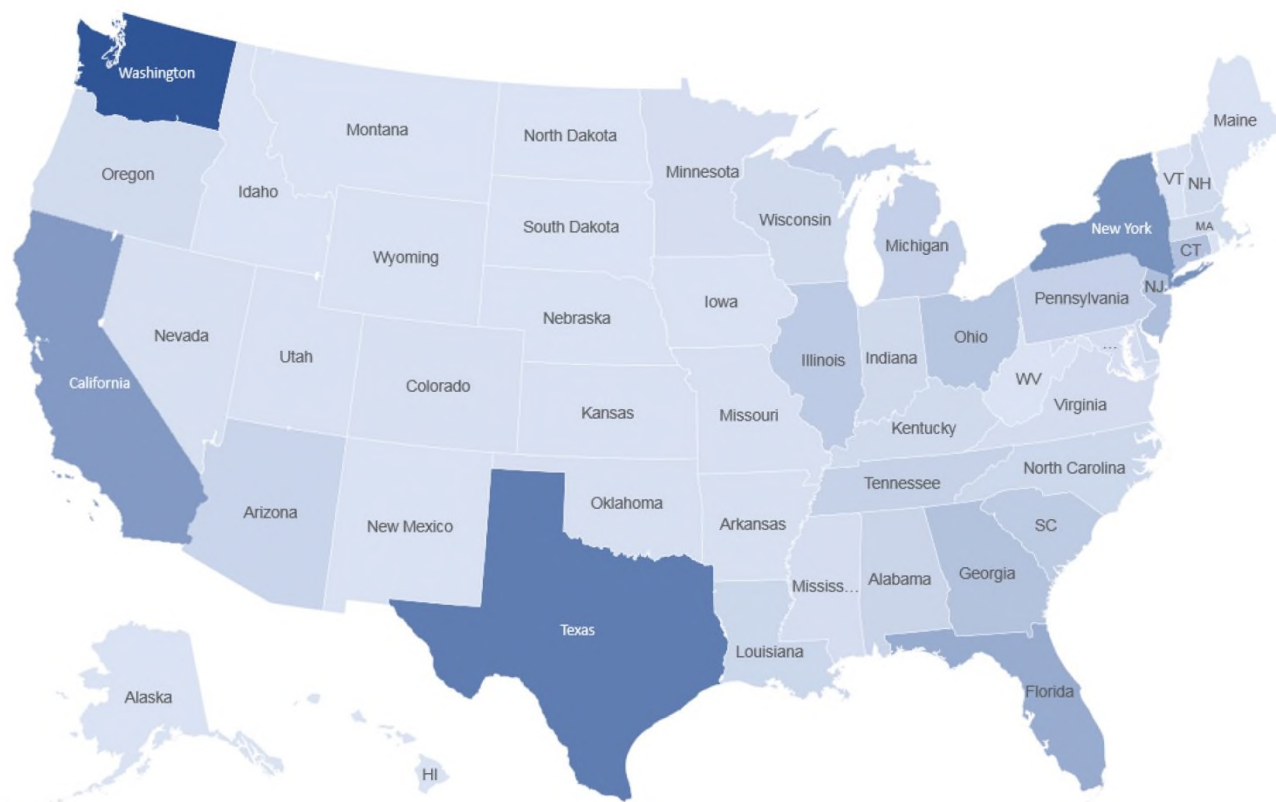 Washington
Montana
North Dakota
Minnesota
Maine
Oregon
Idaho
VT
NH
South Dakota
Wisconsin
Michigan
New York
MA
Wyoming
CT
Iowa
Pennsylvania
NJ
Nebraska
Nevada
Utah
Ohio
...
California
Colorado
Illinois
Indiana
WV
Kansas
Missouri
Virginia
Kentucky
North Carolina
Tennessee
Arizona
New Mexico
Oklahoma
Arkansas
SC
Mississ...
Alabama
Georgia
Texas
Louisiana
Florida
Alaska
HI